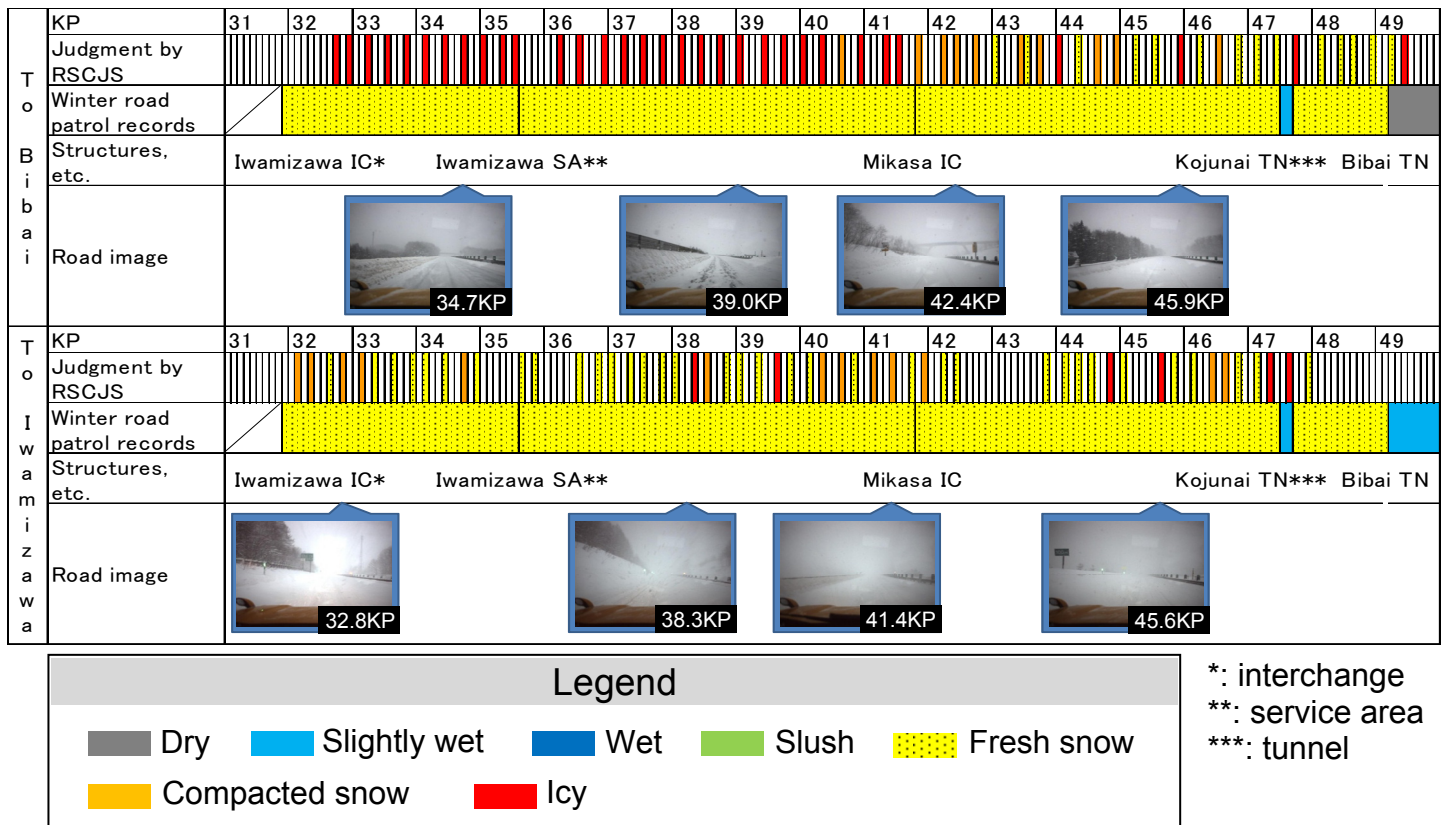 To Bibai
KP 31 32 33 34 35 36 37 38 39 40 41 42 43 44 45 46 47 48 49
Judgment by
RSCJS
Winter road
patrol records
Structures,
etc.
Iwamizawa IC* Iwamizawa SA** Mikasa IC Kojunai TN*** Bibai TN
Road image
34.7KP 39.0KP 42.4KP 45.9KP
To Iwamizawa
KP 31 32 33 34 35 36 37 38 39 40 41 42 43 44 45 46 47 48 49
Judgment by
RSCJS
Winter road
patrol records
Structures,
etc.
Iwamizawa IC* Iwamizawa SA** Mikasa IC Kojunai TN*** Bibai TN
Road image
32.8KP 38.3KP 41.4KP 45.6KP
Legend
Dry Slightly wet Wet Slush Fresh snow
Compacted snow Icy
*: interchange
**: service area
***: tunnel